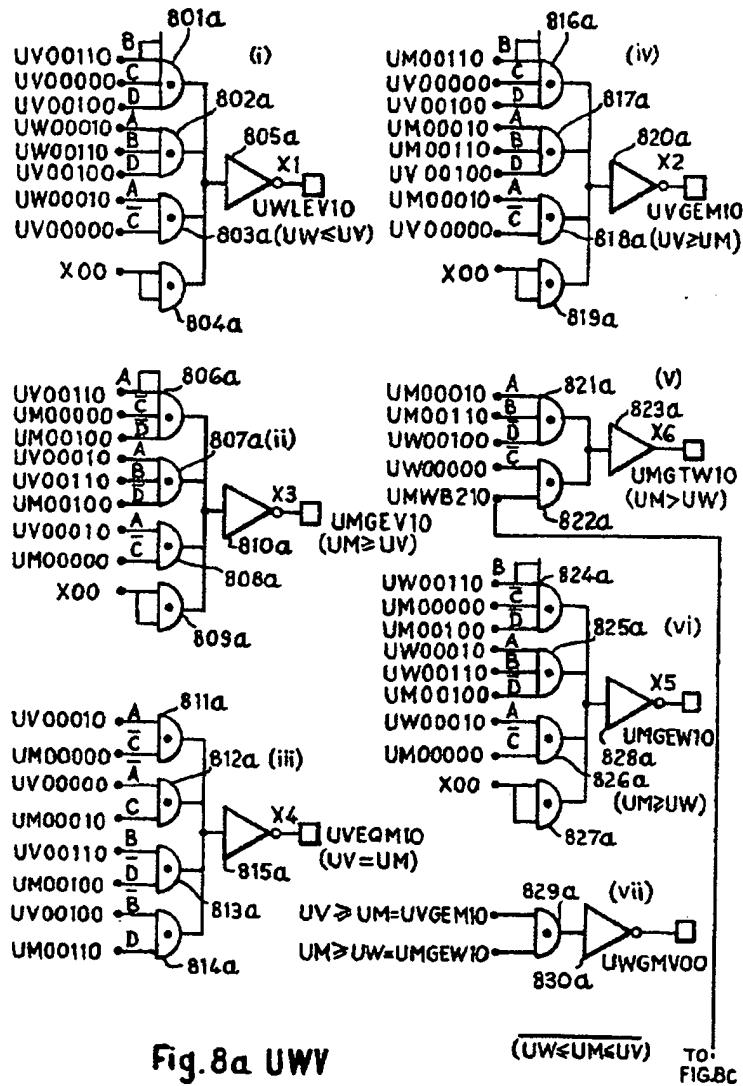 801a
B
(i)
UV00110
C
UV00000
D
UV00100
802a
UW00010
A
UW00110
B
UV00100
D
805a
X1
UWLEV10
UW00010
A
UV00000
C̅
803a(UW≤UV)
X00
804a
816a
B
(iv)
UM00110
C
UV00000
D
UV00100
817a
UM00010
A
UM00110
B
UV00100
D
820a
X2
UVGEM10
UM00010
A
UV00000
C̅
818a(UV≥UM)
X00
819a
A
806a
UV00110
UM00000
C̅
UM00100
D̅
UV00010
A
807a(ii)
UV00110
B
UM00100
D̅
X3
UMGEV10
(UM≥UV)
810a
UV00010
A
UM00000
C̅
808a
X00
809a
UM00010
A
821a
(v)
UM00110
B
823a
UW00100
D̅
X6
UW00000
C̅
UMGTW10
UMWB210
(UM>UW)
822a
B
824a
UW00110
UM00000
C̅
UM00100
D̅
825a
(vi)
UW00010
A
UW00110
B
UM00100
D̅
X5
UMGEW10
828a
UW00010
A
UM00000
C̅
826a
(UM≥UW)
X00
827a
811a
UV00010
A
UM00000
C̅
812a (iii)
UV00000
A̅
UM00010
C
X4
UV00110
B
UVEQM10
815a
(UV=UM)
UM00100
D̅
813a
UV00100
B̅
UM00110
D
814a
829a
(vii)
UV≥UM=UVGEM10
UM≥UW=UMGEW10
UWGMV00
830a
Fig.8a UWV
(UW≤UM≤UV)
TO
FIG.8C